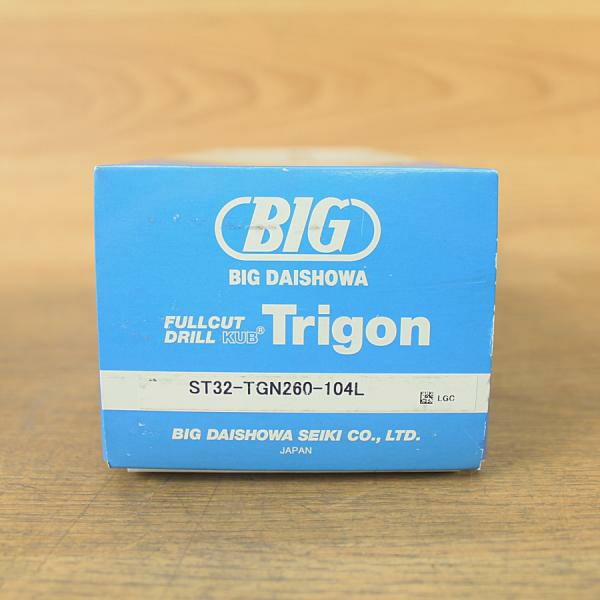 BIG
BIG DAISHOWA
FULLCUT
DRILL KUB® Trigon
ST32-TGN260-104L
LGC
BIG DAISHOWA SEIKI CO., LTD.
JAPAN